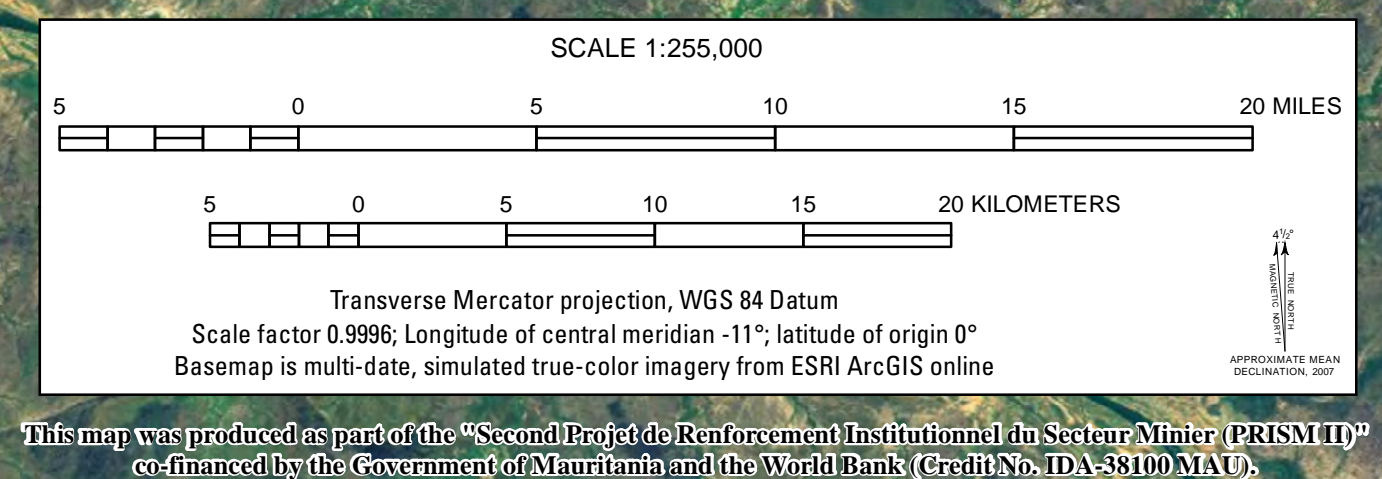 SCALE 1:255,000
5 0 5 10 15 20 MILES
5 0 5 10 15 20 KILOMETERS
4 1/2°
MAGNETIC NORTH
TRUE NORTH
APPROXIMATE MEAN
DECLINATION, 2007
Transverse Mercator projection, WGS 84 Datum
Scale factor 0.9996; Longitude of central meridian -11°; latitude of origin 0°
Basemap is multi-date, simulated true-color imagery from ESRI ArcGIS online
This map was produced as part of the "Second Projet de Renforcement Institutionnel du Secteur Minier (PRISM II)"
co-financed by the Government of Mauritania and the World Bank (Credit No. IDA-38100 MAU).